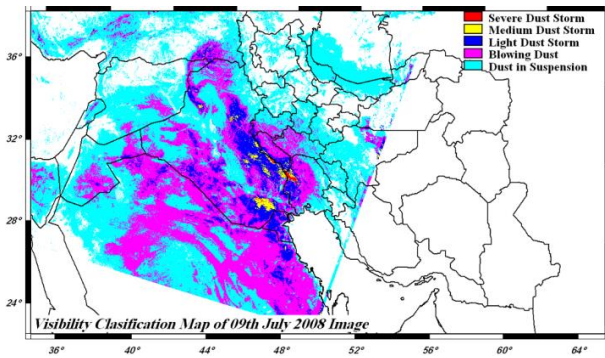 Severe Dust Storm
Medium Dust Storm
Light Dust Storm
Blowing Dust
Dust in Suspension
36°
32°
28°
24°
Visibility Clasification Map of 09th July 2008 Image
36° 40° 44° 48° 52° 56° 60° 64°